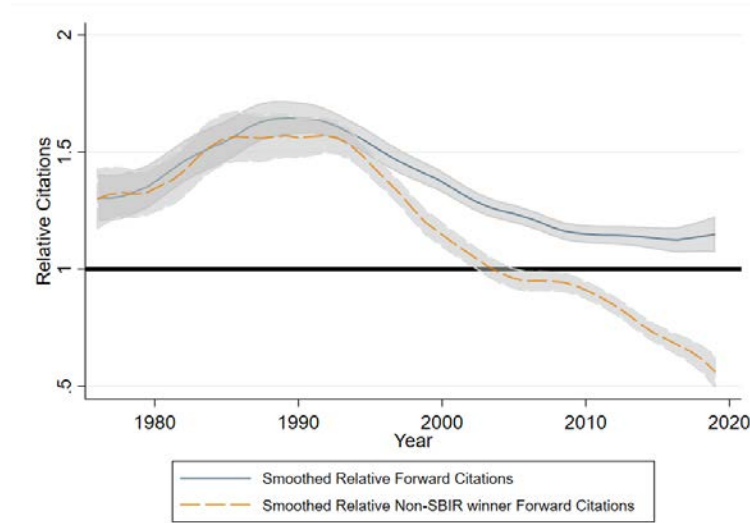 2
1.5
1
.5
Relative Citations
1980 1990 2000 2010 2020
Year
Smoothed Relative Forward Citations
Smoothed Relative Non-SBIR winner Forward Citations